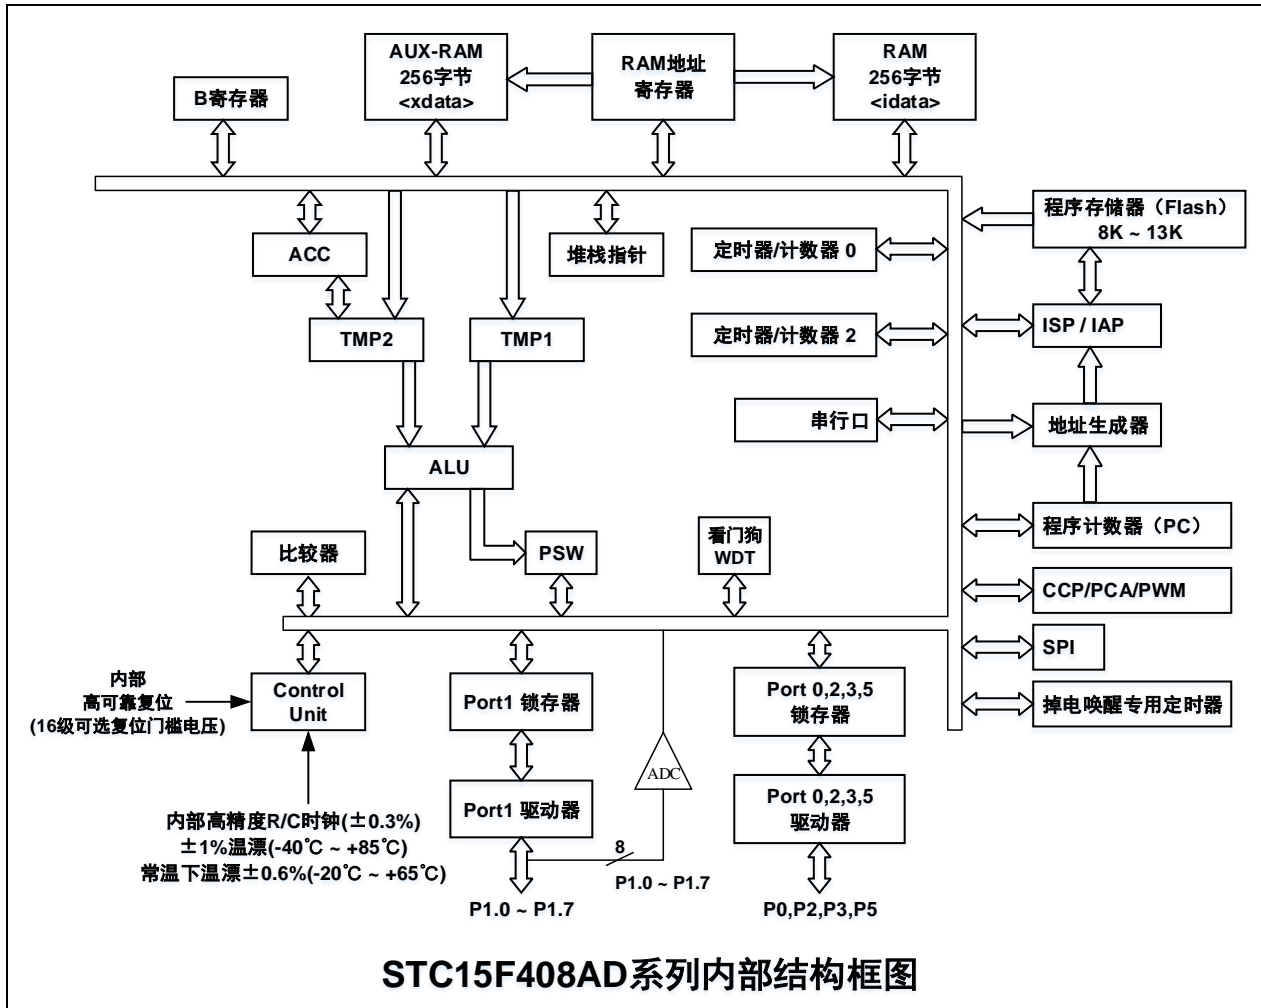 AUX-RAM
256字节
<xdata>
RAM地址
寄存器
RAM
256字节
<idata>
B寄存器
程序存储器（Flash）
8K ~ 13K
ACC
堆栈指针
定时器/计数器 0
TMP2
TMP1
定时器/计数器 2
ISP / IAP
串行口
地址生成器
ALU
比较器
PSW
看门狗
WDT
程序计数器（PC）
CCP/PCA/PWM
SPI
掉电唤醒专用定时器
内部
高可靠复位
(16级可选复位门槛电压)
Control
Unit
Port1 锁存器
Port 0,2,3,5
锁存器
ADC
Port1 驱动器
Port 0,2,3,5
驱动器
内部高精度R/C时钟(±0.3%)
±1%温漂(-40℃ ~ +85℃)
常温下温漂±0.6%(-20℃ ~ +65℃)
8
P1.0 ~ P1.7
P1.0 ~ P1.7
P0,P2,P3,P5
STC15F408AD系列内部结构框图